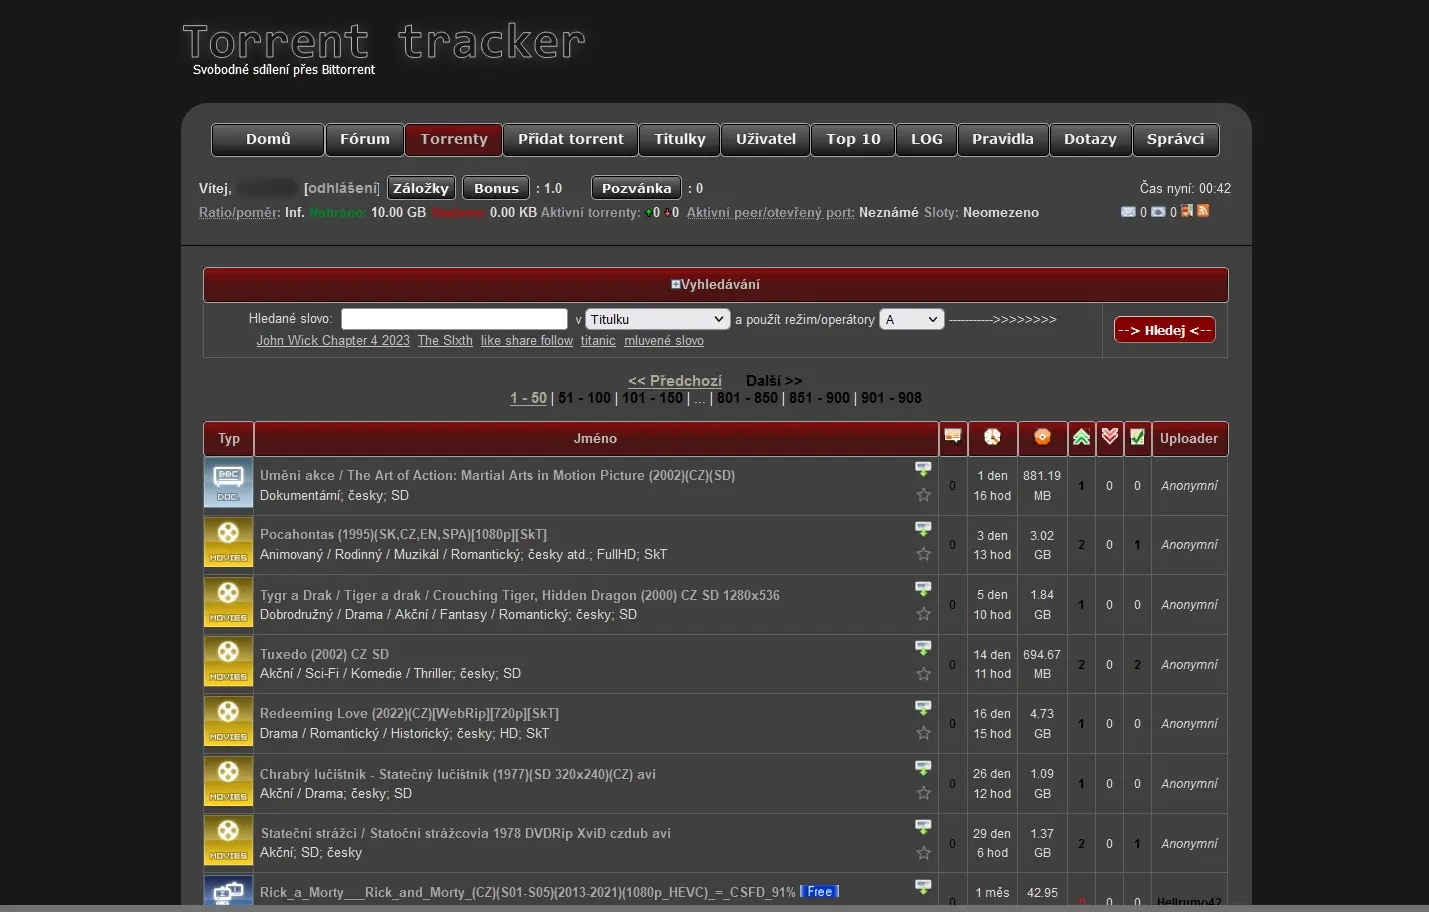 Torrent tracker
Svobodné sdílení přes Bittorrent
Domů Fórum Torrenty Přidat torrent Titulky Uživatel Top 10 LOG Pravidla Dotazy Správci
Vítej, [odhlášení] Záložky Bonus : 1.0 Pozvánka : 0 Čas nyní: 00:42
Ratio/poměr: Inf. Nahráno: 10.00 GB 0.00 KB Aktivní torrenty: 0 0 Aktivní peer/otevřený port: Neznámé Sloty: Neomezeno 0 0
Vyhledávání
Hledané slovo: v Titulku a použít režim/operátory A ---------->>>>>>>> --> Hledej <--
John Wick Chapter 4 2023 The SIxth like share follow titanic mluvené slovo
<< Předchozí Další >>
1 - 50 | 51 - 100 | 101 - 150 | ... | 801 - 850 | 851 - 900 | 901 - 908
Typ Jméno Uploader
DOC. Umění akce / The Art of Action: Martial Arts in Motion Picture (2002)(CZ)(SD)
Dokumentární; česky; SD
0 1 den 16 hod 881.19 MB 1 0 0 Anonymní
MOVIES Pocahontas (1995)(SK,CZ,EN,SPA)[1080p][SkT]
Animovaný / Rodinný / Muzikál / Romantický; česky atd.; FullHD; SkT
0 3 den 13 hod 3.02 GB 2 0 1 Anonymní
MOVIES Tygr a Drak / Tiger a drak / Crouching Tiger, Hidden Dragon (2000) CZ SD 1280x536
Dobrodružný / Drama / Akční / Fantasy / Romantický; česky; SD
0 5 den 10 hod 1.84 GB 1 0 0 Anonymní
MOVIES Tuxedo (2002) CZ SD
Akční / Sci-Fi / Komedie / Thriller; česky; SD
0 14 den 11 hod 694.67 MB 2 0 2 Anonymní
MOVIES Redeeming Love (2022)(CZ)[WebRip][720p][SkT]
Drama / Romantický / Historický; česky; HD; SkT
0 16 den 15 hod 4.73 GB 1 0 0 Anonymní
MOVIES Chrabrý lučištník - Statečný lučištník (1977)(SD 320x240)(CZ) avi
Akční / Drama; česky; SD
0 26 den 12 hod 1.09 GB 1 0 0 Anonymní
MOVIES Stateční strážci / Statoční strážcovia 1978 DVDRip XviD czdub avi
Akční; SD; česky
0 29 den 6 hod 1.37 GB 2 0 1 Anonymní
Rick_a_Morty___Rick_and_Morty_(CZ)(S01-S05)(2013-2021)(1080p_HEVC)_=_CSFD_91% Free
1 měs 42.95
0 0 0 0 Hellrumo42